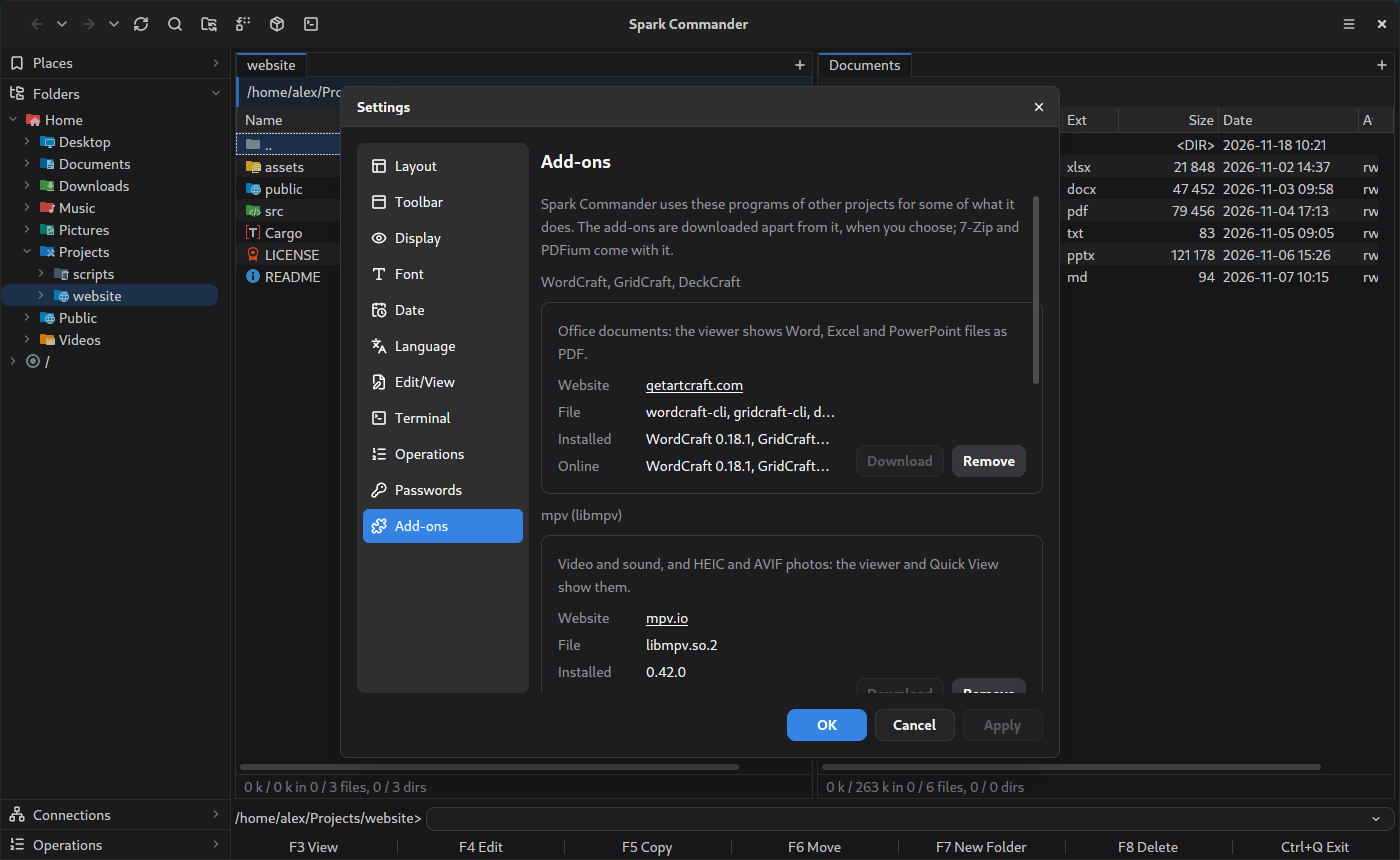 Spark Commander
Places
Folders
Home
Desktop
Documents
Downloads
Music
Pictures
Projects
scripts
website
Public
Videos
/
Connections
Operations
website
+
/home/alex/Pro
Name
..
assets
public
src
Cargo
LICENSE
README
0 k / 0 k in 0 / 3 files, 0 / 3 dirs
Documents
+
Ext Size Date
<DIR> 2026-11-18 10:21
xlsx 21 848 2026-11-02 14:37 rw
docx 47 452 2026-11-03 09:58 rw
pdf 79 456 2026-11-04 17:13 rw
txt 83 2026-11-05 09:05 rw
pptx 121 178 2026-11-06 15:26 rw
md 94 2026-11-07 10:15 rw
0 k / 263 k in 0 / 6 files, 0 / 0 dirs
Settings
Layout
Toolbar
Display
Font
Date
Language
Edit/View
Terminal
Operations
Passwords
Add-ons
Add-ons
Spark Commander uses these programs of other projects for some of what it
does. The add-ons are downloaded apart from it, when you choose; 7-Zip and
PDFium come with it.
WordCraft, GridCraft, DeckCraft
Office documents: the viewer shows Word, Excel and PowerPoint files as
PDF.
Website getartcraft.com
File wordcraft-cli, gridcraft-cli, d…
Installed WordCraft 0.18.1, GridCraft…
Online WordCraft 0.18.1, GridCraft…
Download Remove
mpv (libmpv)
Video and sound, and HEIC and AVIF photos: the viewer and Quick View
show them.
Website mpv.io
File libmpv.so.2
Installed 0.42.0
Download Remove
OK Cancel Apply
/home/alex/Projects/website>
F3 View F4 Edit F5 Copy F6 Move F7 New Folder F8 Delete Ctrl+Q Exit